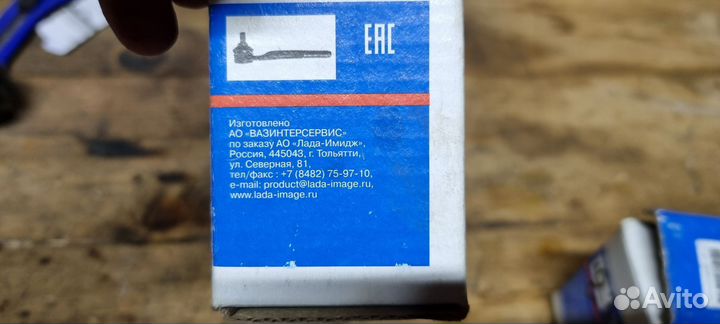 EAC
Изготовлено
АО «ВАЗИНТЕРСЕРВИС»
по заказу АО «Лада-Имидж»,
Россия, 445043, г. Тольятти,
ул. Северная, 81,
тел/факс : +7 (8482) 75-97-10,
e-mail: product@lada-image.ru,
www.lada-image.ru
Avito